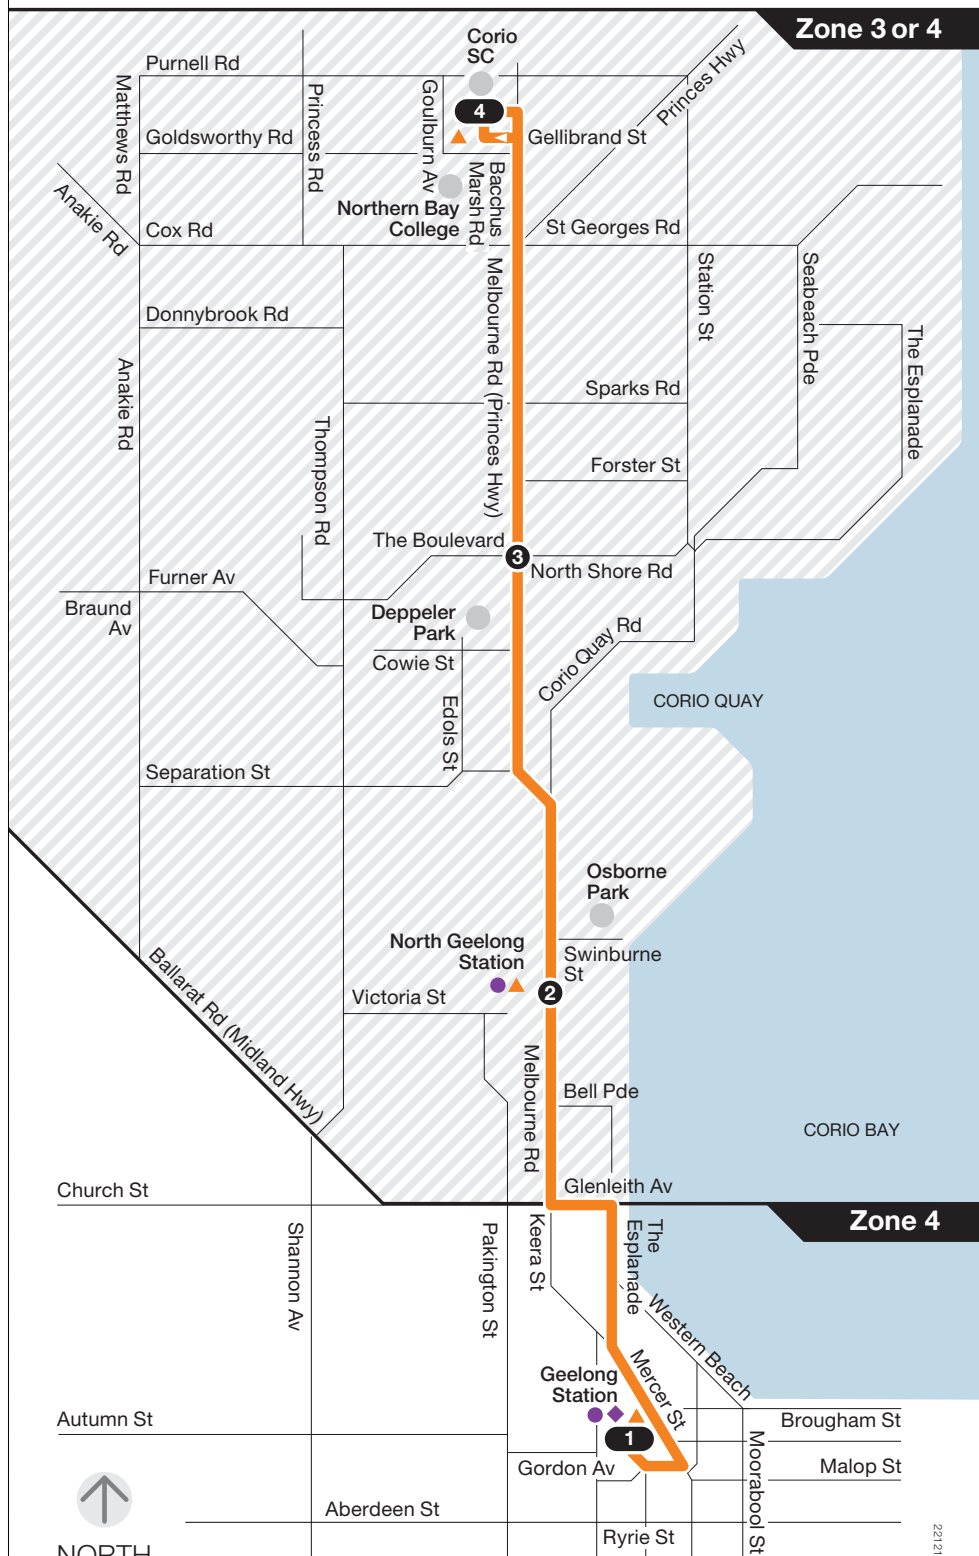 Zone 3 or 4
Corio
SC
Purnell Rd
Princes Hwy
Matthews Rd
Princess Rd
Goulburn Av
4
Goldsworthy Rd
Gellibrand St
Bacchus
Marsh Rd
Anakie Rd
Northern Bay
College
Cox Rd
St Georges Rd
Melbourne Rd (Princes Hwy)
Station St
Seabeach Pde
Donnybrook Rd
The Esplanade
Anakie Rd
Sparks Rd
Thompson Rd
Forster St
The Boulevard
3
North Shore Rd
Furner Av
Braund
Av
Deppeler
Park
Corio Quay Rd
Cowie St
CORIO QUAY
Edols St
Separation St
Osborne
Park
North Geelong
Station
Swinburne
St
2
Victoria St
Ballarat Rd (Midland Hwy)
Melbourne Rd
Bell Pde
CORIO BAY
Church St
Glenleith Av
Zone 4
Shannon Av
Pakington St
Keera St
The
Esplanade
Western Beach
Mercer St
Geelong
Station
Autumn St
Brougham St
1
Moorabool St
Gordon Av
Malop St
Aberdeen St
Ryrie St
NORTH
22121